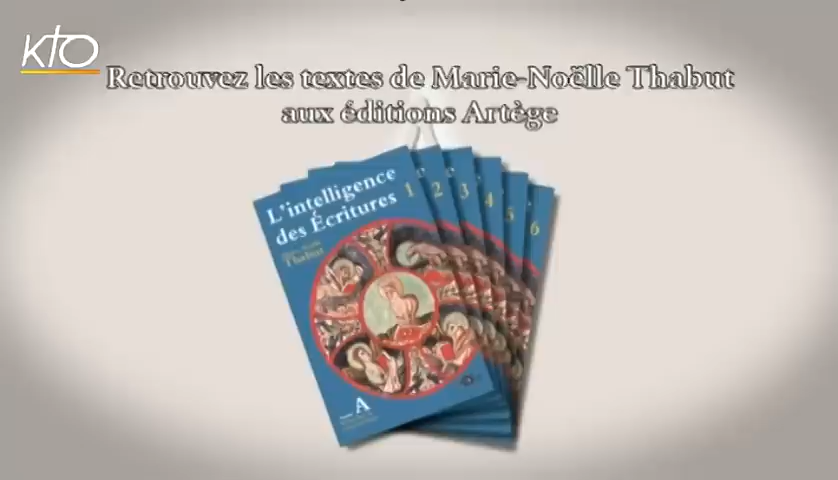 KTO
Retrouvez les textes de Marie-Noëlle Thabut
aux éditions Artège
L'intelligence
des Écritures
Thabut
1
2
3
4
5
6
A